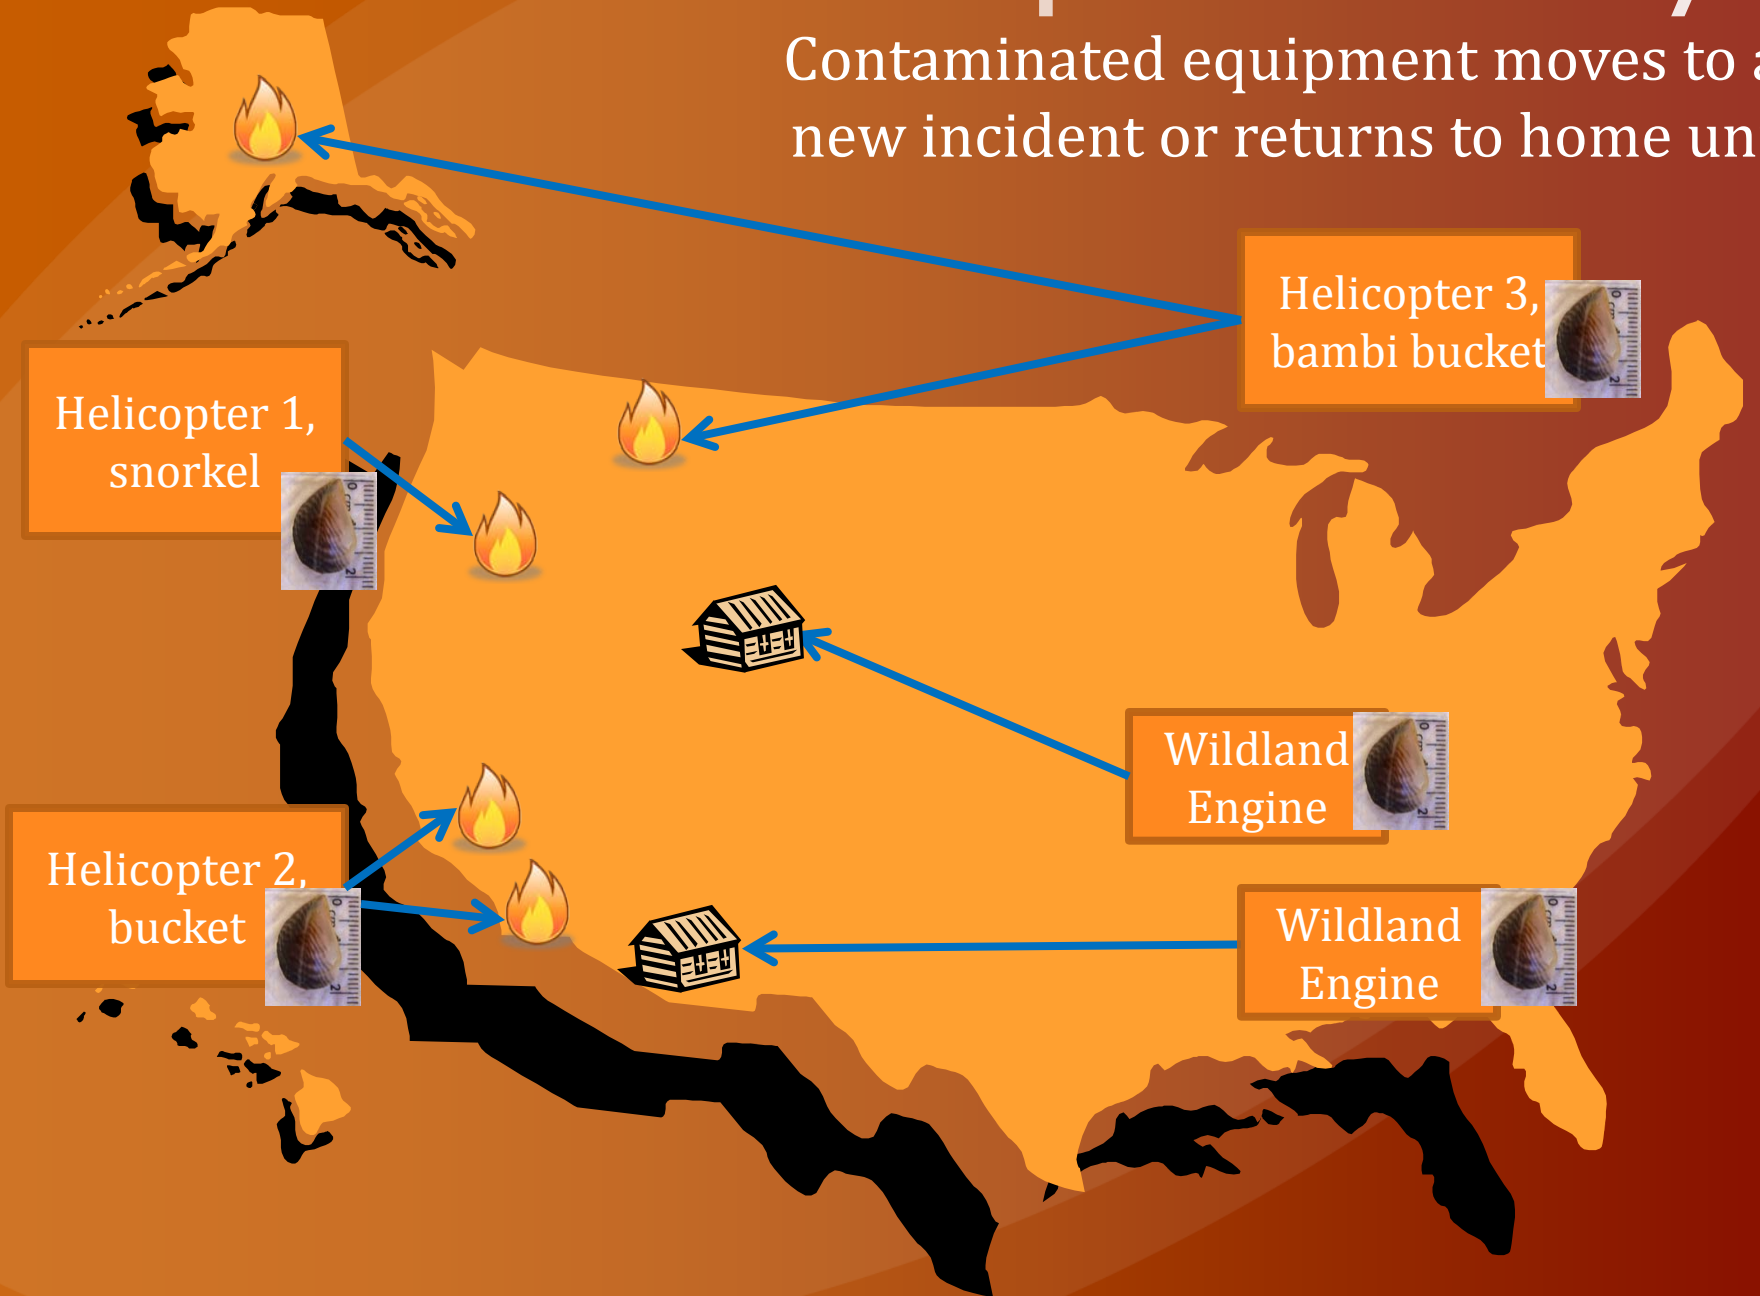 Contaminated equipment moves to a
new incident or returns to home un
Helicopter 3,
bambi bucket
Helicopter 1,
snorkel
Wildland
Engine
Helicopter 2,
bucket
Wildland
Engine